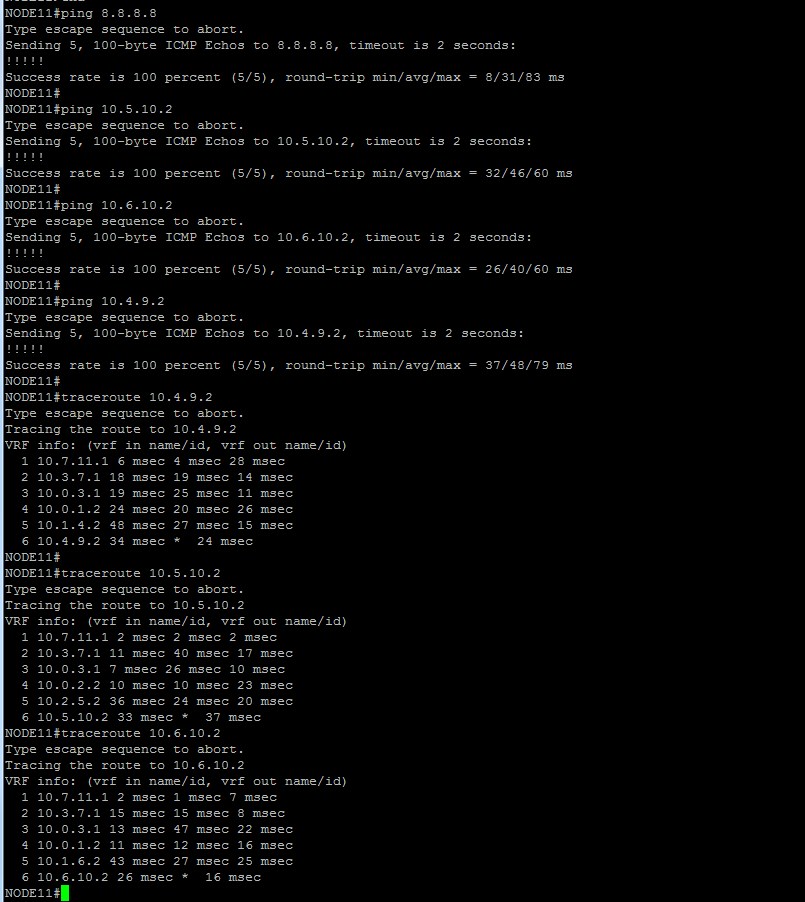 NODE11#ping 8.8.8.8
Type escape sequence to abort.
Sending 5, 100-byte ICMP Echos to 8.8.8.8, timeout is 2 seconds:
!!!!!
Success rate is 100 percent (5/5), round-trip min/avg/max = 8/31/83 ms
NODE11#
NODE11#ping 10.5.10.2
Type escape sequence to abort.
Sending 5, 100-byte ICMP Echos to 10.5.10.2, timeout is 2 seconds:
!!!!!
Success rate is 100 percent (5/5), round-trip min/avg/max = 32/46/60 ms
NODE11#
NODE11#ping 10.6.10.2
Type escape sequence to abort.
Sending 5, 100-byte ICMP Echos to 10.6.10.2, timeout is 2 seconds:
!!!!!
Success rate is 100 percent (5/5), round-trip min/avg/max = 26/40/60 ms
NODE11#
NODE11#ping 10.4.9.2
Type escape sequence to abort.
Sending 5, 100-byte ICMP Echos to 10.4.9.2, timeout is 2 seconds:
!!!!!
Success rate is 100 percent (5/5), round-trip min/avg/max = 37/48/79 ms
NODE11#
NODE11#traceroute 10.4.9.2
Type escape sequence to abort.
Tracing the route to 10.4.9.2
VRF info: (vrf in name/id, vrf out name/id)
1 10.7.11.1 6 msec 4 msec 28 msec
2 10.3.7.1 18 msec 19 msec 14 msec
3 10.0.3.1 19 msec 25 msec 11 msec
4 10.0.1.2 24 msec 20 msec 26 msec
5 10.1.4.2 48 msec 27 msec 15 msec
6 10.4.9.2 34 msec *  24 msec
NODE11#
NODE11#traceroute 10.5.10.2
Type escape sequence to abort.
Tracing the route to 10.5.10.2
VRF info: (vrf in name/id, vrf out name/id)
1 10.7.11.1 2 msec 2 msec 2 msec
2 10.3.7.1 11 msec 40 msec 17 msec
3 10.0.3.1 7 msec 26 msec 10 msec
4 10.0.2.2 10 msec 10 msec 23 msec
5 10.2.5.2 36 msec 24 msec 20 msec
6 10.5.10.2 33 msec *  37 msec
NODE11#traceroute 10.6.10.2
Type escape sequence to abort.
Tracing the route to 10.6.10.2
VRF info: (vrf in name/id, vrf out name/id)
1 10.7.11.1 2 msec 1 msec 7 msec
2 10.3.7.1 15 msec 15 msec 8 msec
3 10.0.3.1 13 msec 47 msec 22 msec
4 10.0.1.2 11 msec 12 msec 16 msec
5 10.1.6.2 43 msec 27 msec 25 msec
6 10.6.10.2 26 msec *  16 msec
NODE11#